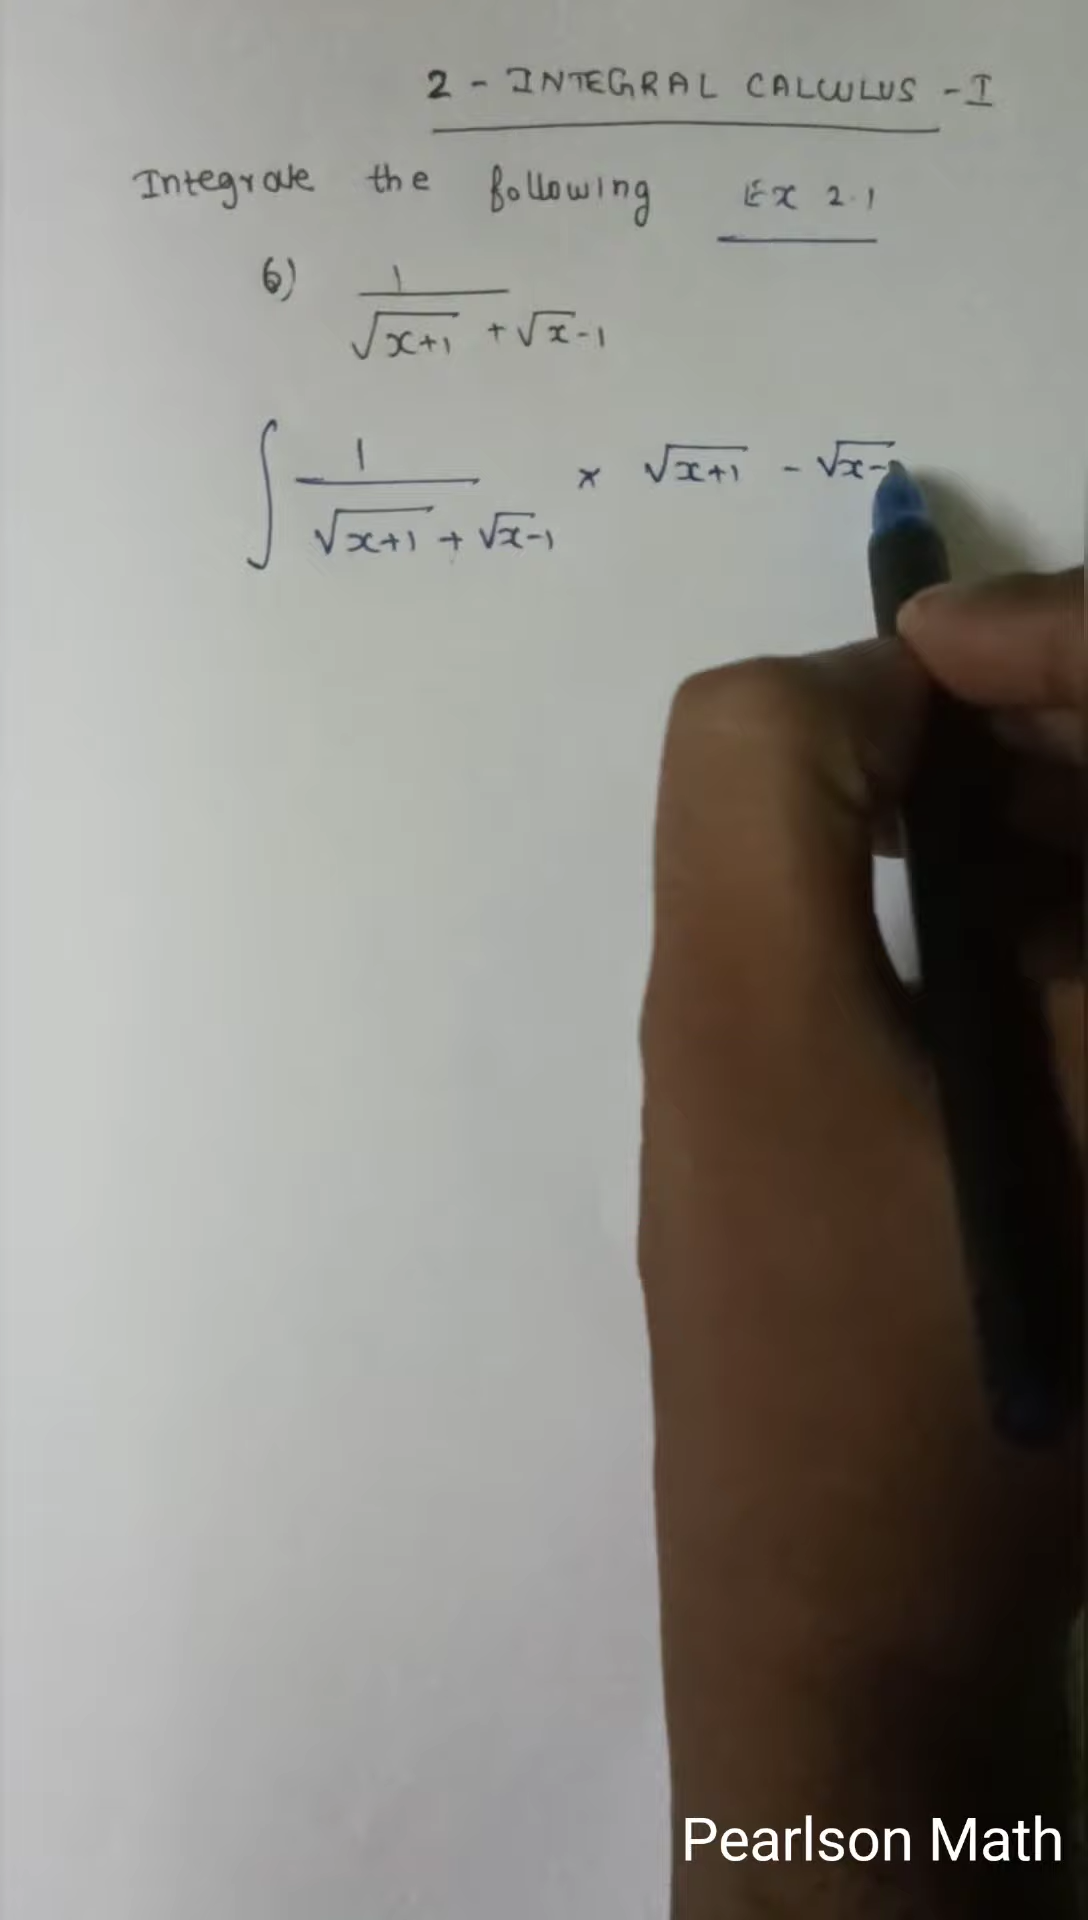 2 - INTEGRAL CALCULUS - I
Integrate the following Ex 2.1
6) 1
√x+1 + √x-1
∫ 1 × √x+1 - √x-
√x+1 + √x-1
Pearlson Math